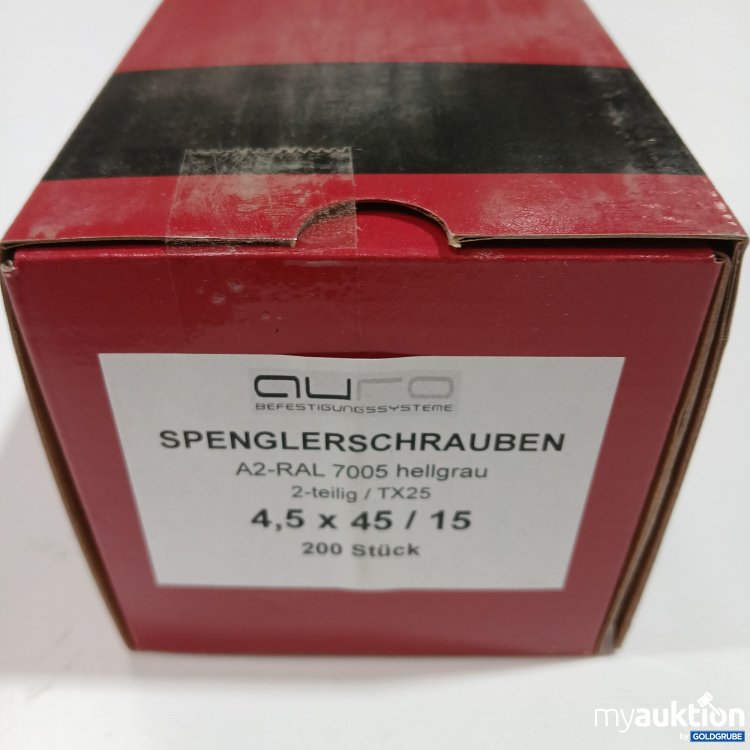 auro
BEFESTIGUNGSSYSTEME
SPENGLERSCHRAUBEN
A2-RAL 7005 hellgrau
2-teilig / TX25
4,5 x 45 / 15
200 Stück
myauktion
by GOLDGRUBE